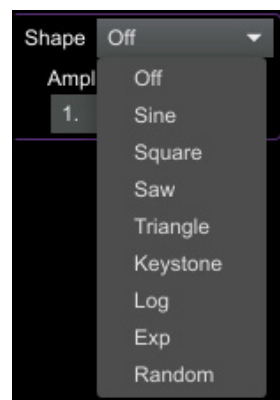 Shape Off
Ampl Off
1. Sine
Square
Saw
Triangle
Keystone
Log
Exp
Random